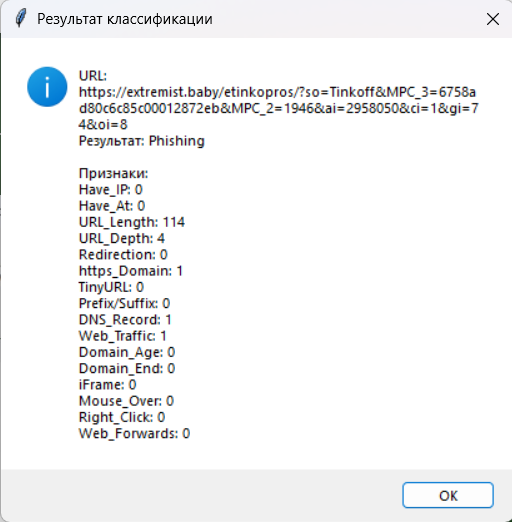 Результат классификации
URL:
https://extremist.baby/etinkopros/?so=Tinkoff&MPC_3=6758a
d80c6c85c00012872eb&MPC_2=1946&ai=2958050&ci=1&gi=7
4&oi=8
Результат: Phishing
Признаки:
Have_IP: 0
Have_At: 0
URL_Length: 114
URL_Depth: 4
Redirection: 0
https_Domain: 1
TinyURL: 0
Prefix/Suffix: 0
DNS_Record: 1
Web_Traffic: 1
Domain_Age: 0
Domain_End: 0
iFrame: 0
Mouse_Over: 0
Right_Click: 0
Web_Forwards: 0
OK